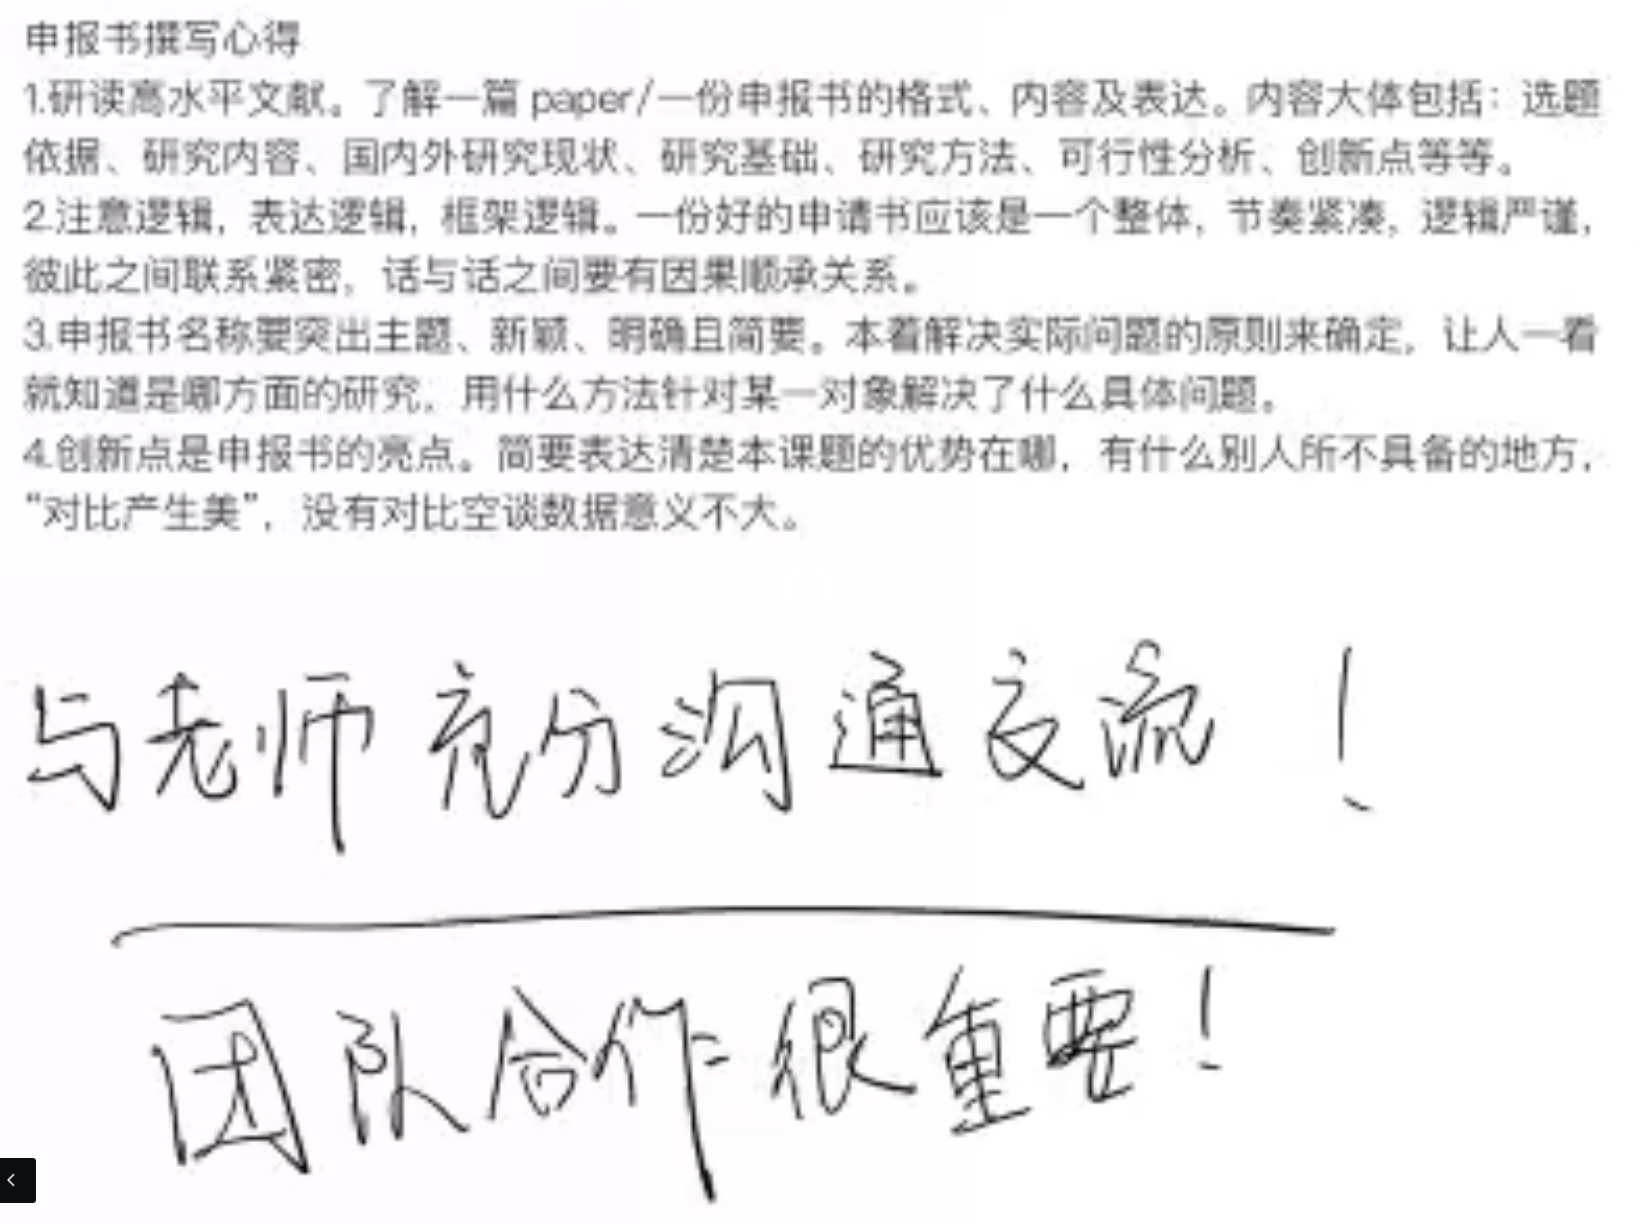 申报书撰写心得
1.研读高水平文献。了解一篇 paper/一份申报书的格式、内容及表达。内容大体包括：选题
依据、研究内容、国内外研究现状、研究基础、研究方法、可行性分析、创新点等等。
2.注意逻辑，表达逻辑，框架逻辑。一份好的申请书应该是一个整体，节奏紧凑，逻辑严谨，
彼此之间联系紧密，话与话之间要有因果顺承关系。
3.申报书名称要突出主题、新颖、明确且简要。本着解决实际问题的原则来确定，让人一看
就知道是哪方面的研究，用什么方法针对某一对象解决了什么具体问题。
4.创新点是申报书的亮点。简要表达清楚本课题的优势在哪，有什么别人所不具备的地方，
“对比产生美”，没有对比空谈数据意义不大。
与老师充分沟通交流！
团队合作很重要！